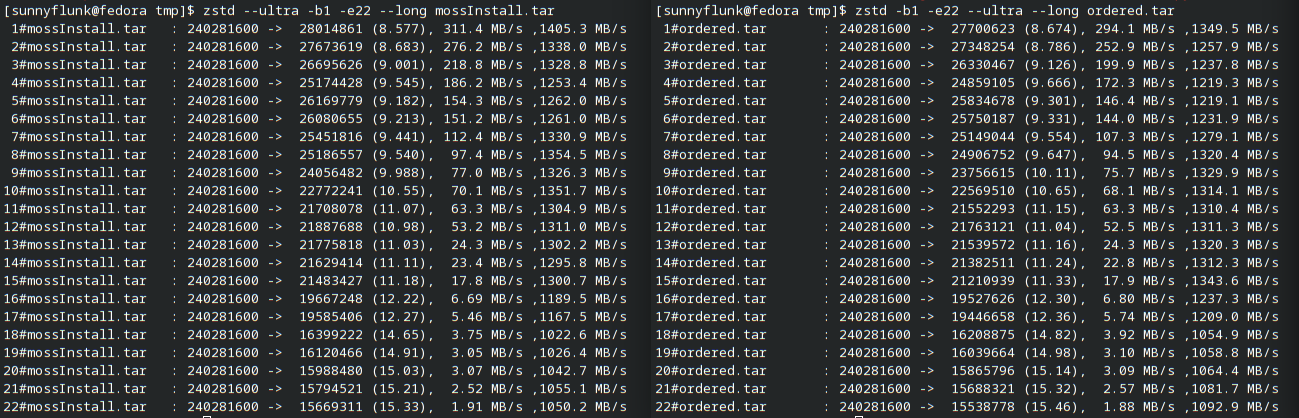 [sunnyflunk@fedora tmp]$ zstd --ultra -b1 -e22 --long mossInstall.tar
1#mossInstall.tar : 240281600 -> 28014861 (8.577), 311.4 MB/s ,1405.3 MB/s
2#mossInstall.tar : 240281600 -> 27673619 (8.683), 276.2 MB/s ,1338.0 MB/s
3#mossInstall.tar : 240281600 -> 26695626 (9.001), 218.8 MB/s ,1328.8 MB/s
4#mossInstall.tar : 240281600 -> 25174428 (9.545), 186.2 MB/s ,1253.4 MB/s
5#mossInstall.tar : 240281600 -> 26169779 (9.182), 154.3 MB/s ,1262.0 MB/s
6#mossInstall.tar : 240281600 -> 26080655 (9.213), 151.2 MB/s ,1261.0 MB/s
7#mossInstall.tar : 240281600 -> 25451816 (9.441), 112.4 MB/s ,1330.9 MB/s
8#mossInstall.tar : 240281600 -> 25186557 (9.540), 97.4 MB/s ,1354.5 MB/s
9#mossInstall.tar : 240281600 -> 24056482 (9.988), 77.0 MB/s ,1326.3 MB/s
10#mossInstall.tar : 240281600 -> 22772241 (10.55), 70.1 MB/s ,1351.7 MB/s
11#mossInstall.tar : 240281600 -> 21708078 (11.07), 63.3 MB/s ,1304.9 MB/s
12#mossInstall.tar : 240281600 -> 21887688 (10.98), 53.2 MB/s ,1311.0 MB/s
13#mossInstall.tar : 240281600 -> 21775818 (11.03), 24.3 MB/s ,1302.2 MB/s
14#mossInstall.tar : 240281600 -> 21629414 (11.11), 23.4 MB/s ,1295.8 MB/s
15#mossInstall.tar : 240281600 -> 21483427 (11.18), 17.8 MB/s ,1300.7 MB/s
16#mossInstall.tar : 240281600 -> 19667248 (12.22), 6.69 MB/s ,1189.5 MB/s
17#mossInstall.tar : 240281600 -> 19585406 (12.27), 5.46 MB/s ,1167.5 MB/s
18#mossInstall.tar : 240281600 -> 16399222 (14.65), 3.75 MB/s ,1022.6 MB/s
19#mossInstall.tar : 240281600 -> 16120466 (14.91), 3.05 MB/s ,1026.4 MB/s
20#mossInstall.tar : 240281600 -> 15988480 (15.03), 3.07 MB/s ,1042.7 MB/s
21#mossInstall.tar : 240281600 -> 15794521 (15.21), 2.52 MB/s ,1055.1 MB/s
22#mossInstall.tar : 240281600 -> 15669311 (15.33), 1.91 MB/s ,1050.2 MB/s
[sunnyflunk@fedora tmp]$ zstd -b1 -e22 --ultra --long ordered.tar
1#ordered.tar : 240281600 -> 27700623 (8.674), 294.1 MB/s ,1349.5 MB/s
2#ordered.tar : 240281600 -> 27348254 (8.786), 252.9 MB/s ,1257.9 MB/s
3#ordered.tar : 240281600 -> 26330467 (9.126), 199.9 MB/s ,1237.8 MB/s
4#ordered.tar : 240281600 -> 24859105 (9.666), 172.3 MB/s ,1219.3 MB/s
5#ordered.tar : 240281600 -> 25834678 (9.301), 146.4 MB/s ,1219.1 MB/s
6#ordered.tar : 240281600 -> 25750187 (9.331), 144.0 MB/s ,1231.9 MB/s
7#ordered.tar : 240281600 -> 25149044 (9.554), 107.3 MB/s ,1279.1 MB/s
8#ordered.tar : 240281600 -> 24906752 (9.647), 94.5 MB/s ,1320.4 MB/s
9#ordered.tar : 240281600 -> 23756615 (10.11), 75.7 MB/s ,1329.9 MB/s
10#ordered.tar : 240281600 -> 22569510 (10.65), 68.1 MB/s ,1314.1 MB/s
11#ordered.tar : 240281600 -> 21552293 (11.15), 63.3 MB/s ,1310.4 MB/s
12#ordered.tar : 240281600 -> 21763121 (11.04), 52.5 MB/s ,1311.3 MB/s
13#ordered.tar : 240281600 -> 21539572 (11.16), 24.3 MB/s ,1320.3 MB/s
14#ordered.tar : 240281600 -> 21382511 (11.24), 22.8 MB/s ,1312.3 MB/s
15#ordered.tar : 240281600 -> 21210939 (11.33), 17.9 MB/s ,1343.6 MB/s
16#ordered.tar : 240281600 -> 19527626 (12.30), 6.80 MB/s ,1237.3 MB/s
17#ordered.tar : 240281600 -> 19446658 (12.36), 5.74 MB/s ,1209.0 MB/s
18#ordered.tar : 240281600 -> 16208875 (14.82), 3.92 MB/s ,1054.9 MB/s
19#ordered.tar : 240281600 -> 16039664 (14.98), 3.10 MB/s ,1058.8 MB/s
20#ordered.tar : 240281600 -> 15865796 (15.14), 3.09 MB/s ,1064.4 MB/s
21#ordered.tar : 240281600 -> 15688321 (15.32), 2.57 MB/s ,1081.7 MB/s
22#ordered.tar : 240281600 -> 15538778 (15.46), 1.88 MB/s ,1092.9 MB/s